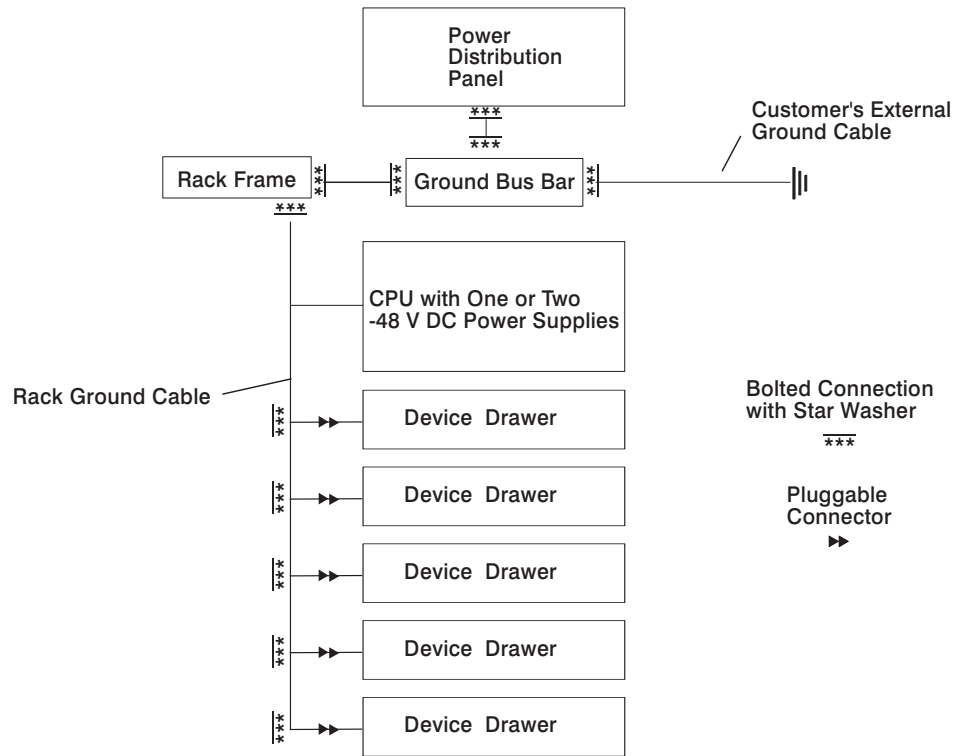 Power
Distribution
Panel
***
***
Customer's External
Ground Cable
Rack Frame
***
***
Ground Bus Bar
***
***
CPU with One or Two
-48 V DC Power Supplies
Rack Ground Cable
***
Device Drawer
***
Device Drawer
***
Device Drawer
***
Device Drawer
***
Device Drawer
Bolted Connection
with Star Washer
***
Pluggable
Connector